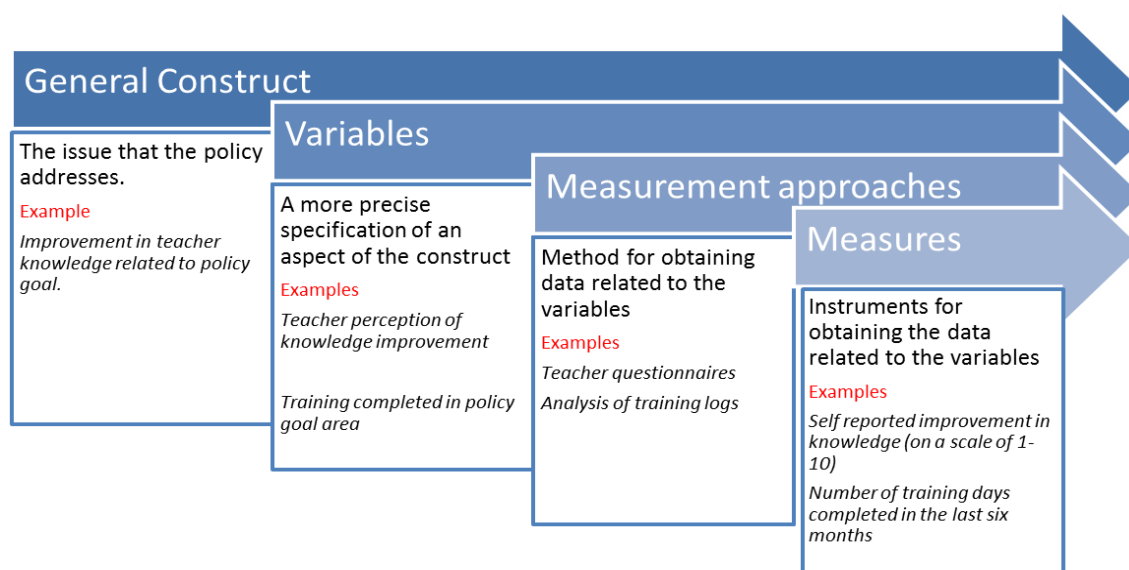 General Construct
The issue that the policy
addresses.
Example
Improvement in teacher
knowledge related to policy
goal.
Variables
A more precise
specification of an
aspect of the construct
Examples
Teacher perception of
knowledge improvement
Training completed in policy
goal area
Measurement approaches
Method for obtaining
data related to the
variables
Examples
Teacher questionnaires
Analysis of training logs
Measures
Instruments for
obtaining the data
related to the variables
Examples
Self reported improvement in
knowledge (on a scale of 1-
10)
Number of training days
completed in the last six
months